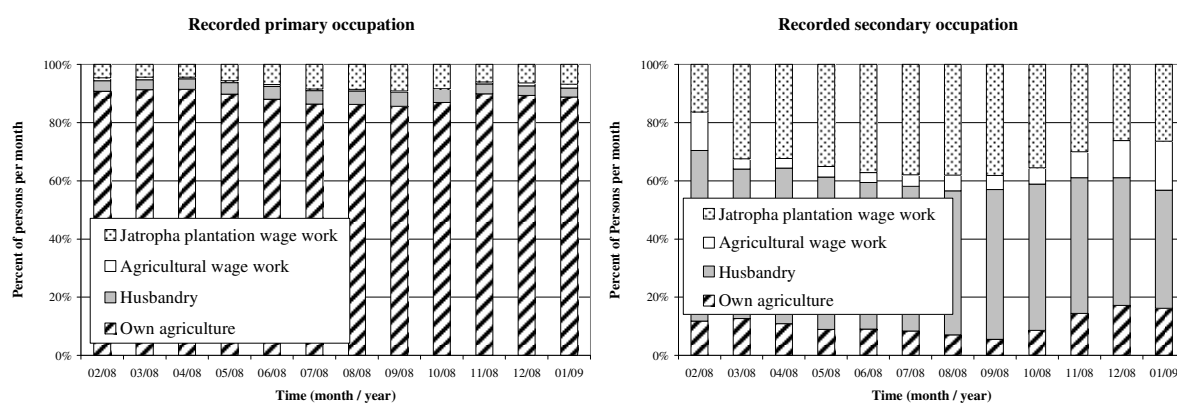 Recorded primary occupation
Percent of persons per month
100%
80%
60%
40%
20%
0%
Jatropha plantation wage work
Agricultural wage work
Husbandry
Own agriculture
02/08 03/08 04/08 05/08 06/08 07/08 08/08 09/08 10/08 11/08 12/08 01/09
Time (month / year)
Recorded secondary occupation
Percent of Persons per month
100%
80%
60%
40%
20%
0%
Jatropha plantation wage work
Agricultural wage work
Husbandry
Own agriculture
02/08 03/08 04/08 05/08 06/08 07/08 08/08 09/08 10/08 11/08 12/08 01/09
Time (month / year)